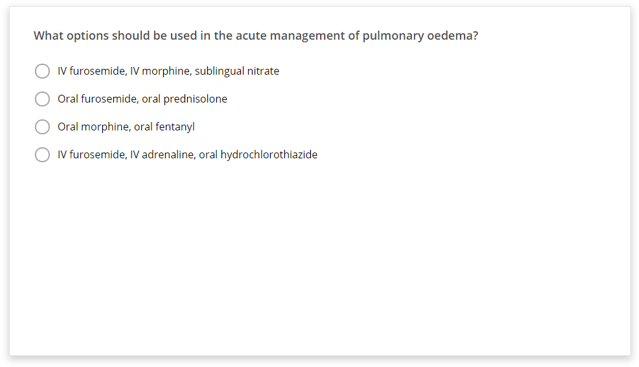 What options should be used in the acute management of pulmonary oedema?
IV furosemide, IV morphine, sublingual nitrate
Oral furosemide, oral prednisolone
Oral morphine, oral fentanyl
IV furosemide, IV adrenaline, oral hydrochlorothiazide